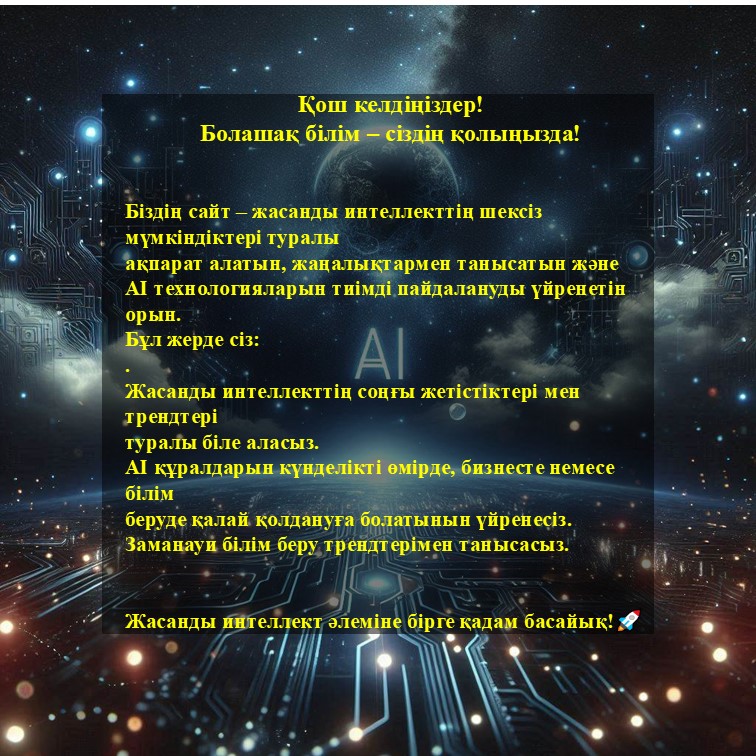 Қош келдіңіздер!
Болашақ білім – сіздің қолыңызда!
Біздің сайт – жасанды интеллекттің шексіз
мүмкіндіктері туралы
ақпарат алатын, жаңалықтармен танысатын және
AI технологияларын тиімді пайдалануды үйренетін
орын.
Бұл жерде сіз:
.
AI
Жасанды интеллекттің соңғы жетістіктері мен
трендтері
туралы біле аласыз.
AI құралдарын күнделікті өмірде, бизнесте немесе
білім
беруде қалай қолдануға болатынын үйренесіз.
Заманауи білім беру трендтерімен танысасыз.
Жасанды интеллект әлеміне бірге қадам басайық! 🚀